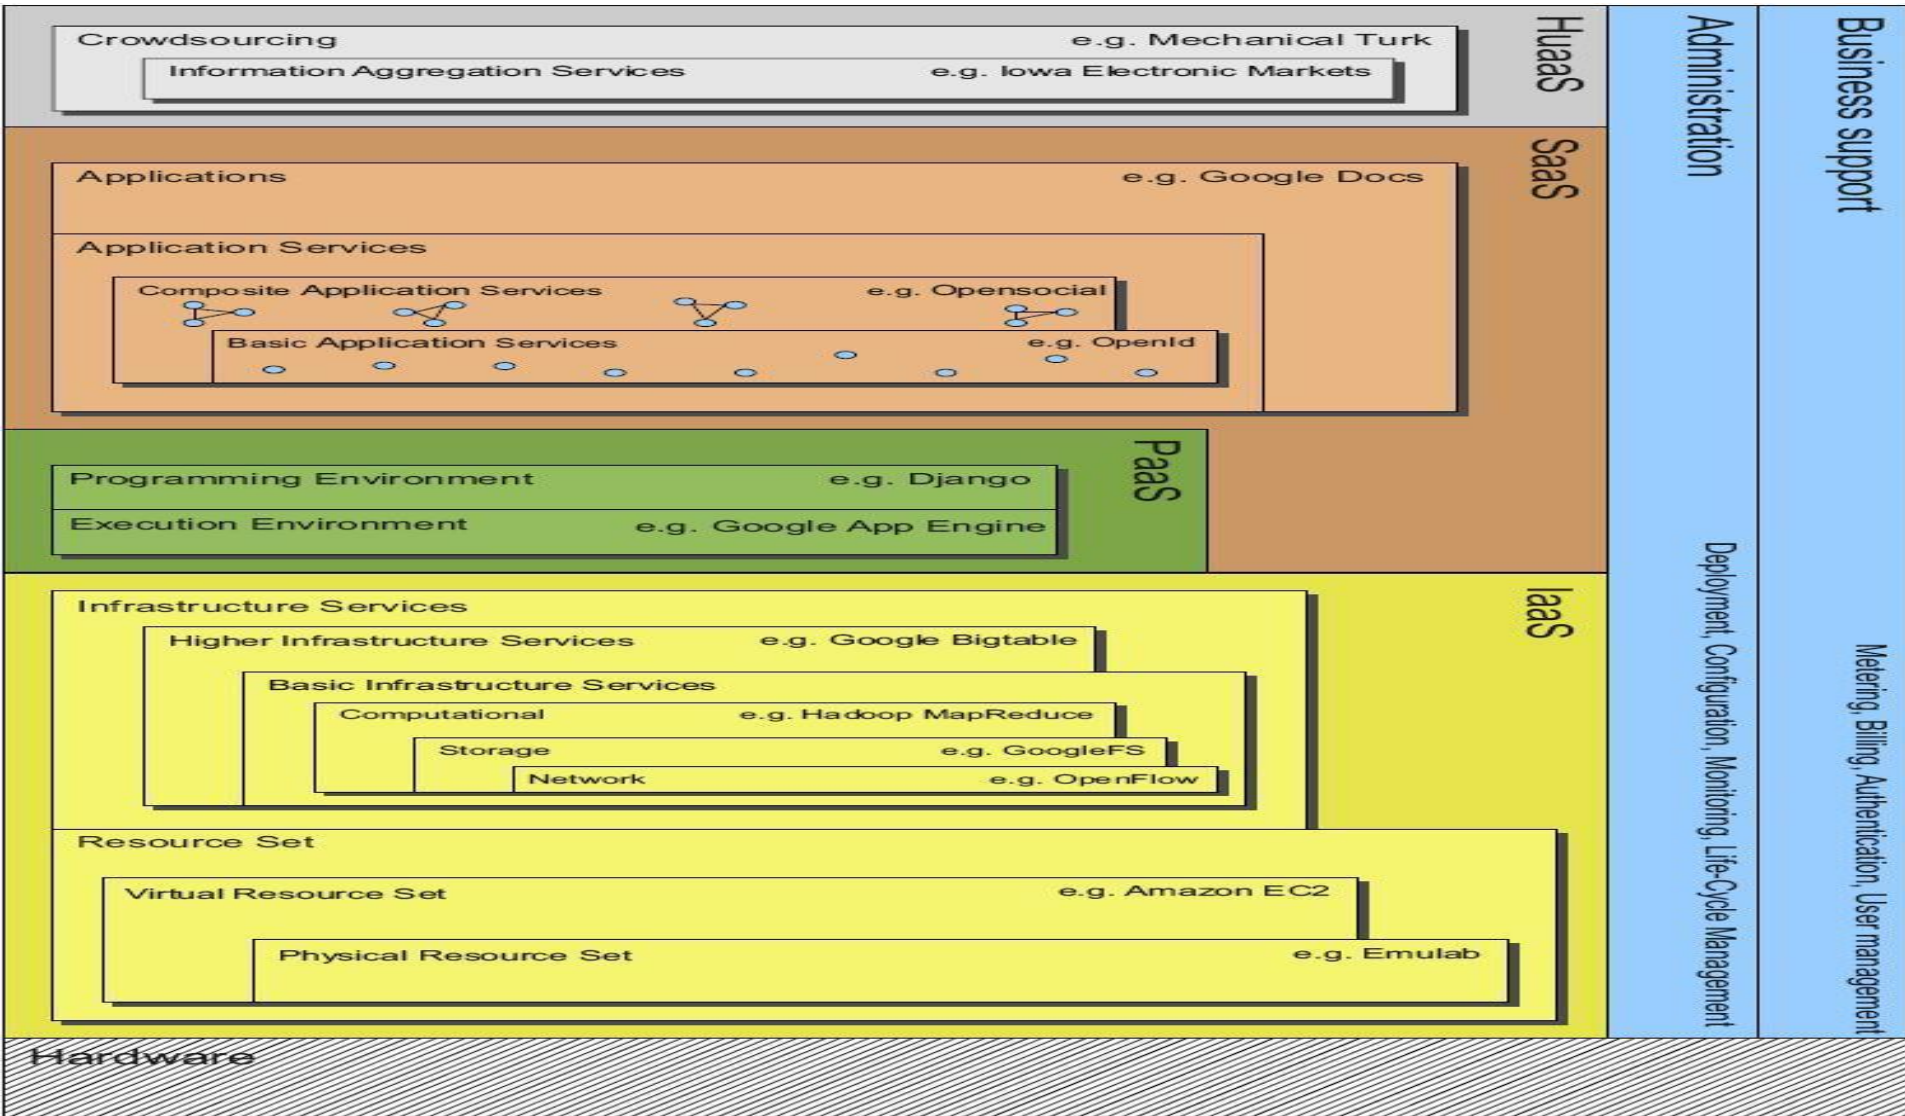 Crowdsourcing e.g. Mechanical Turk
Information Aggregation Services e.g. Iowa Electronic Markets
HuaaS
Applications e.g. Google Docs
Application Services
Composite Application Services e.g. Opensocial
Basic Application Services e.g. OpenId
SaaS
Programming Environment e.g. Django
Execution Environment e.g. Google App Engine
PaaS
Infrastructure Services
Higher Infrastructure Services e.g. Google Bigtable
Basic Infrastructure Services
Computational e.g. Hadoop MapReduce
Storage e.g. GoogleFS
Network e.g. OpenFlow
Resource Set
Virtual Resource Set e.g. Amazon EC2
Physical Resource Set e.g. Emulab
IaaS
Hardware
Administration
Deployment, Configuration, Monitoring, Life-Cycle Management
Business support
Metering, Billing, Authentication, User management